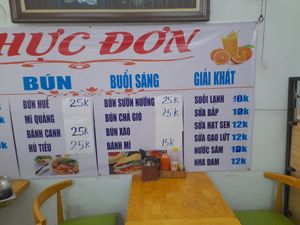 HỰC ĐƠN
BÚN
BÚN HUẾ 25K
MÌ QUẢNG
BÁNH CANH 25K
HỦ TIẾU 25K
BUỔI SÁNG
BÚN SƯỜN NƯỚNG 25K
BÚN CHẢ GIÒ 25K
BÚN XÀO
BÁNH MÌ 15K
GIẢI KHÁT
SUỐI LẠNH 10k
SỮA BẮP 10k
SỮA HẠT SEN 12k
SỮA GẠO LỨT 12k
NƯỚC SÂM 10k
NHA ĐAM 12k